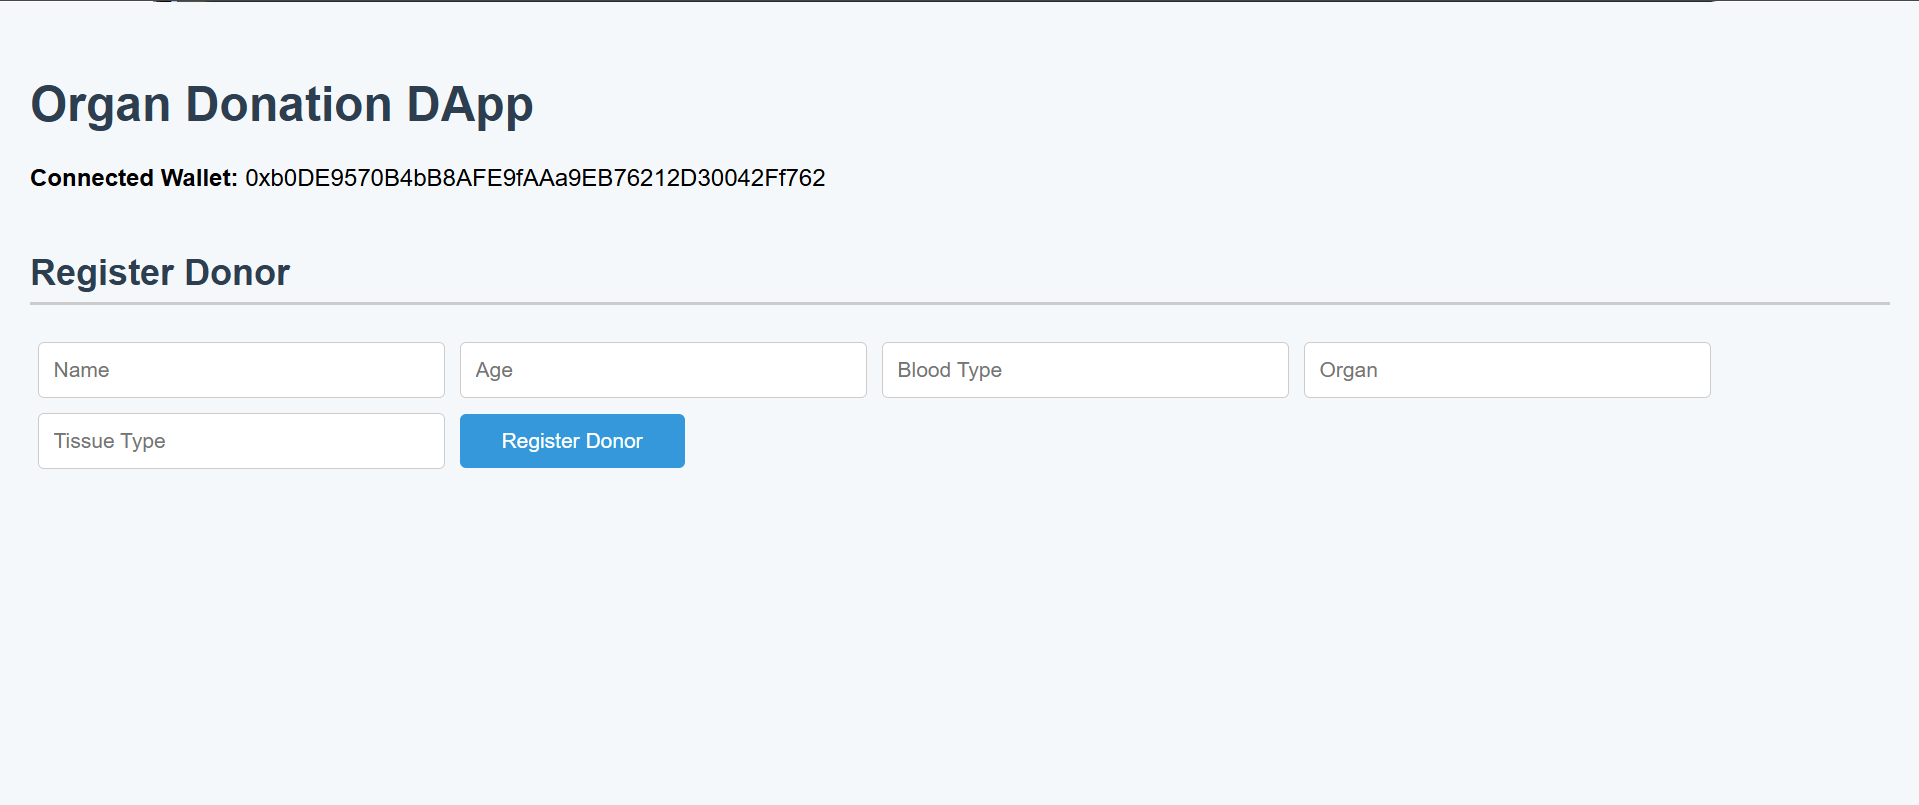 Organ Donation DApp
Connected Wallet: 0xb0DE9570B4bB8AFE9fAAa9EB76212D30042Ff762
Register Donor
Name
Age
Blood Type
Organ
Tissue Type
Register Donor